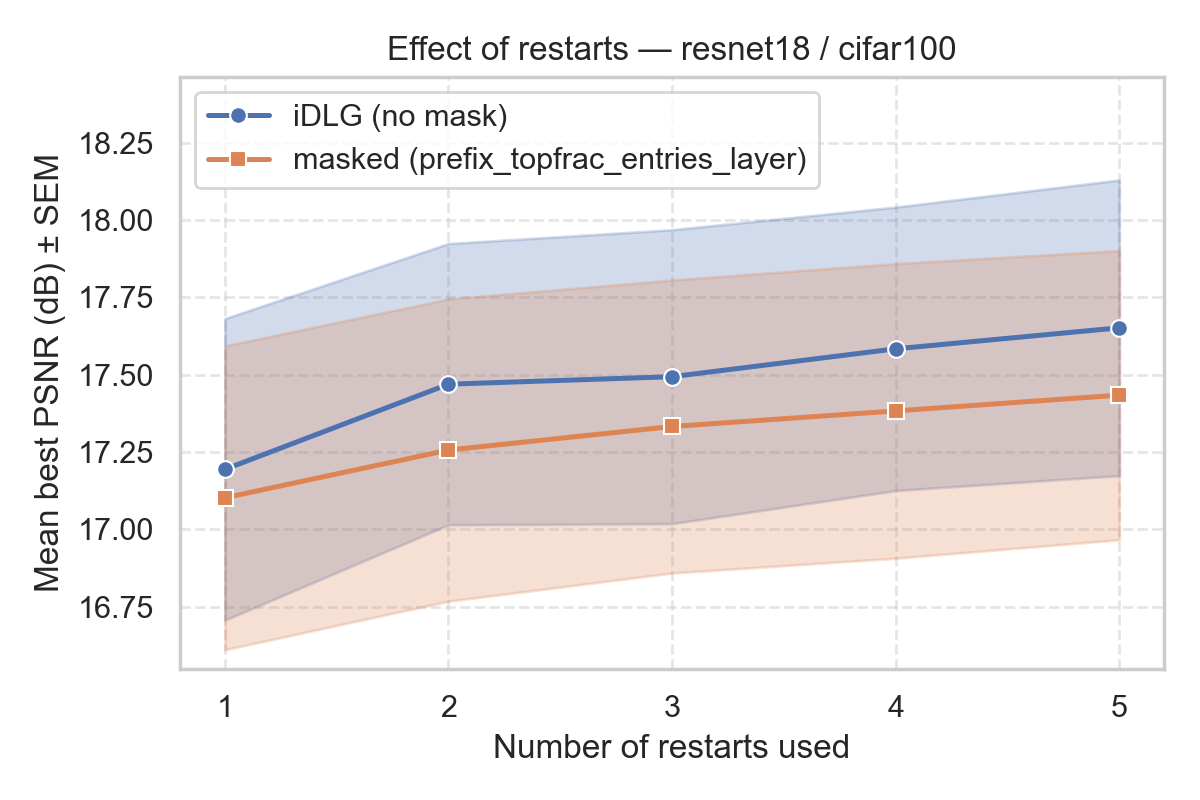 Effect of restarts — resnet18 / cifar100
iDLG (no mask)
masked (prefix_topfrac_entries_layer)
Mean best PSNR (dB) ± SEM
18.25
18.00
17.75
17.50
17.25
17.00
16.75
1 2 3 4 5
Number of restarts used